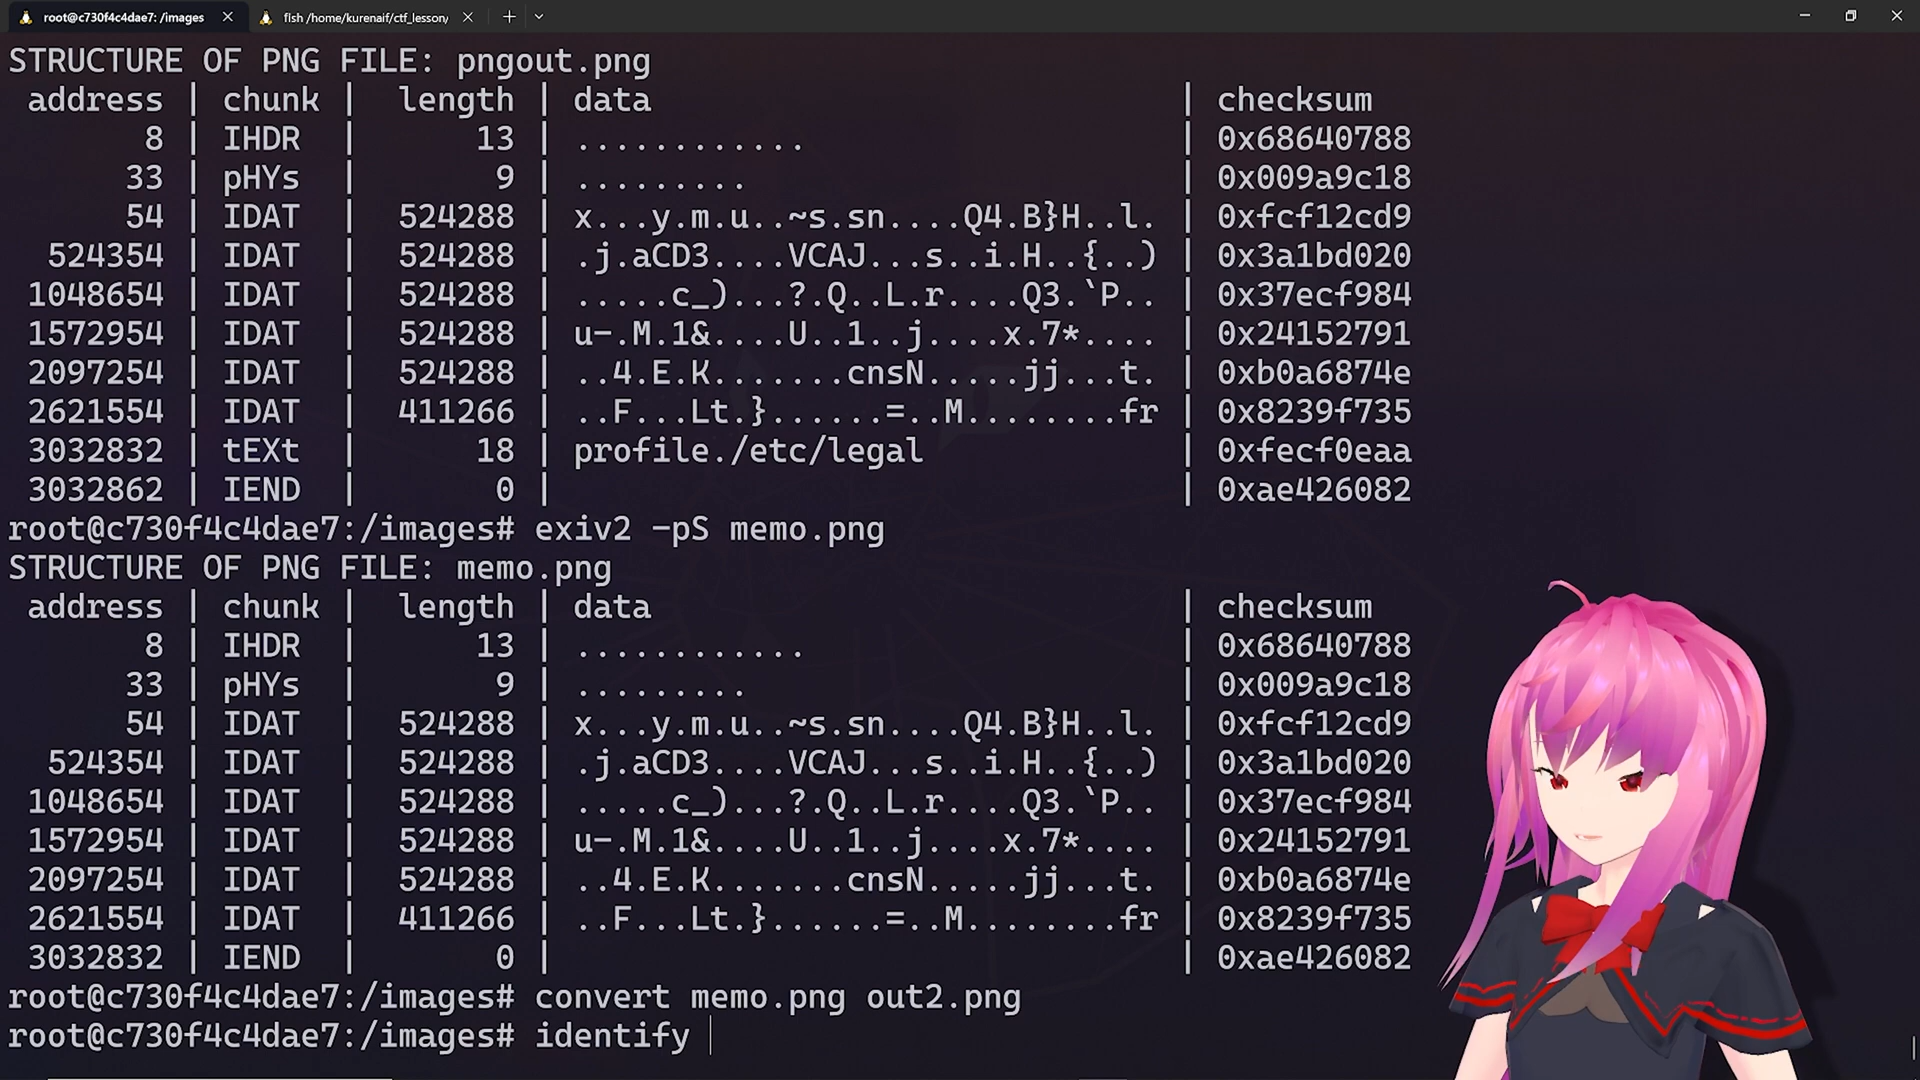 root@c730f4c4dae7: /images
fish /home/kurenaif/ctf_lesson/
STRUCTURE OF PNG FILE: pngout.png
 address | chunk |  length | data                           | checksum
       8 | IHDR  |      13 | ............                   | 0x68640788
      33 | pHYs  |       9 | .........                      | 0x009a9c18
      54 | IDAT  |  524288 | x...y.m.u..~s.sn....Q4.B}H..l. | 0xfcf12cd9
  524354 | IDAT  |  524288 | .j.aCD3....VCAJ...s..i.H..{..) | 0x3a1bd020
 1048654 | IDAT  |  524288 | .....c_)...?.Q..L.r....Q3.`P.. | 0x37ecf984
 1572954 | IDAT  |  524288 | u-.M.1&....U..1..j....x.7*.... | 0x24152791
 2097254 | IDAT  |  524288 | ..4.E.K.......cnsN.....jj...t. | 0xb0a6874e
 2621554 | IDAT  |  411266 | ..F...Lt.}......=..M........fr | 0x8239f735
 3032832 | tEXt  |      18 | profile./etc/legal             | 0xfecf0eaa
 3032862 | IEND  |       0 |                                | 0xae426082
root@c730f4c4dae7:/images# exiv2 -pS memo.png
STRUCTURE OF PNG FILE: memo.png
 address | chunk |  length | data                           | checksum
       8 | IHDR  |      13 | ............                   | 0x68640788
      33 | pHYs  |       9 | .........                      | 0x009a9c18
      54 | IDAT  |  524288 | x...y.m.u..~s.sn....Q4.B}H..l. | 0xfcf12cd9
  524354 | IDAT  |  524288 | .j.aCD3....VCAJ...s..i.H..{..) | 0x3a1bd020
 1048654 | IDAT  |  524288 | .....c_)...?.Q..L.r....Q3.`P.. | 0x37ecf984
 1572954 | IDAT  |  524288 | u-.M.1&....U..1..j....x.7*.... | 0x24152791
 2097254 | IDAT  |  524288 | ..4.E.K.......cnsN.....jj...t. | 0xb0a6874e
 2621554 | IDAT  |  411266 | ..F...Lt.}......=..M........fr | 0x8239f735
 3032832 | IEND  |       0 |                                | 0xae426082
root@c730f4c4dae7:/images# convert memo.png out2.png
root@c730f4c4dae7:/images# identify